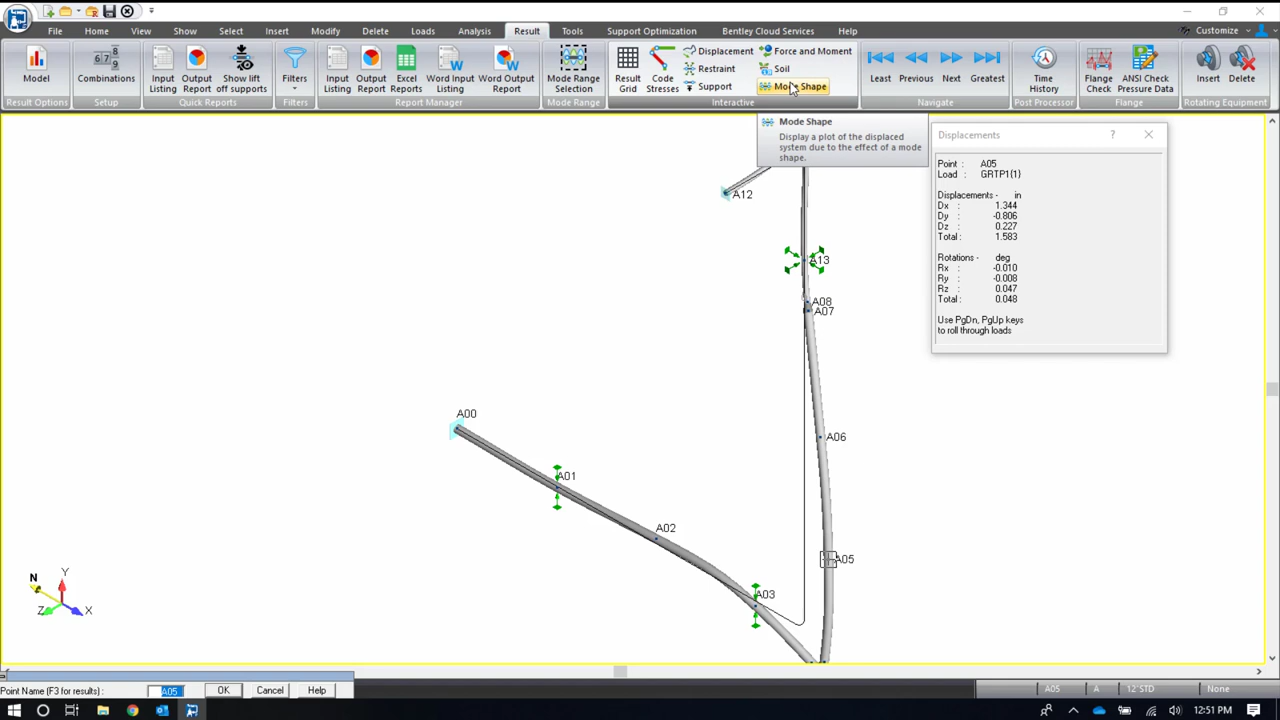 Customize
File Home View Show Select Insert Modify Delete Loads Analysis Result Tools Support Optimization Bentley Cloud Services Help
Model
Combinations
Input Listing
Output Report
Show lift off supports
Filters
Input Listing
Output Report
Excel Reports
Word Input Listing
Word Output Report
Mode Range Selection
Result Grid
Code Stresses
Displacement
Restraint
Support
Force and Moment
Soil
Mode Shape
Least
Previous
Next
Greatest
Time History
Flange Check
ANSI Check Pressure Data
Insert
Delete
Result Options Setup Quick Reports Filters Report Manager Mode Range Interactive Navigate Post Processor Flange Rotating Equipment
Mode Shape
Display a plot of the displaced
system due to the effect of a mode
shape.
Displacements ?
Point : A05
Load : GRTP1{1}
Displacements - in
Dx : 1.344
Dy : -0.806
Dz : 0.227
Total : 1.583
Rotations - deg
Rx : -0.010
Ry : -0.008
Rz : 0.047
Total : 0.048
Use PgDn, PgUp keys
to roll through loads
A12
A13
A08
A07
A00
A06
A01
A02
A05
A03
N
Y
Z
X
Point Name (F3 for results) : A05 OK Cancel Help
A05 A 12"STD None
12:51 PM